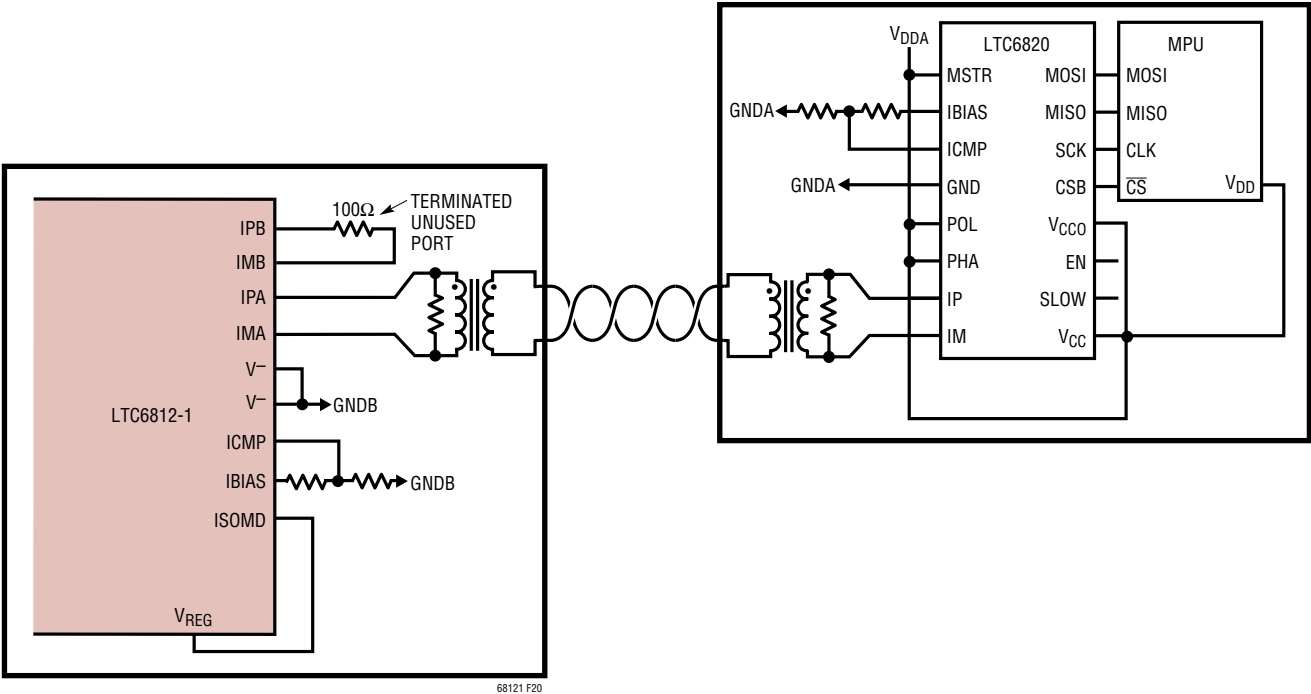 VDDA
LTC6820
MPU
MSTR
MOSI
MOSI
GNDA
IBIAS
MISO
MISO
ICMP
SCK
CLK
GNDA
GND
CSB
CS
VDD
POL
VCCO
PHA
EN
IP
SLOW
IM
VCC
100Ω
TERMINATED
UNUSED
PORT
IPB
IMB
IPA
IMA
V–
V–
GNDB
LTC6812-1
ICMP
IBIAS
GNDB
ISOMD
VREG
68121 F20